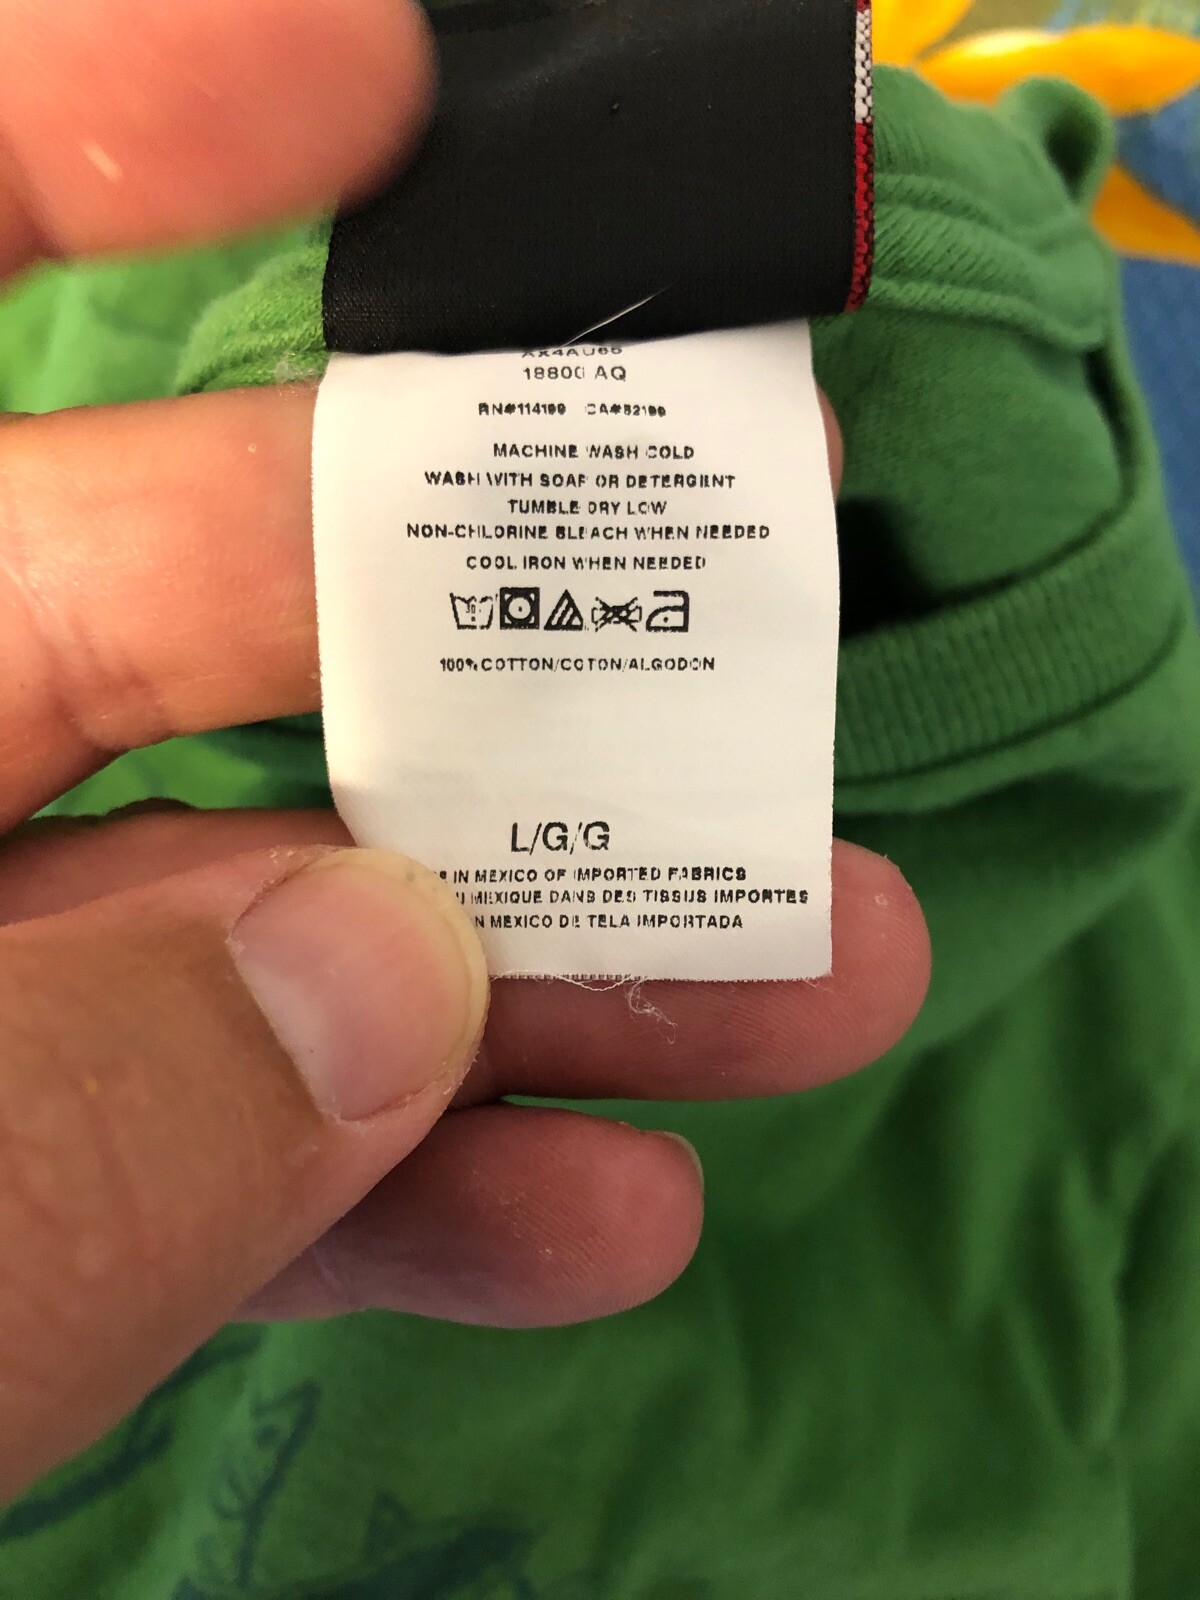 AX4AU65
18800 AQ
RN#114199 CA#52199
MACHINE WASH COLD
WASH WITH SOAP OR DETERGENT
TUMBLE DRY LOW
NON-CHLORINE BLEACH WHEN NEEDED
COOL IRON WHEN NEEDED
30
100% COTTON/COTON/ALGODON
L/G/G
IN MEXICO OF IMPORTED FABRICS
MEXIQUE DANS DES TISSUS IMPORTES
MEXICO DE TELA IMPORTADA